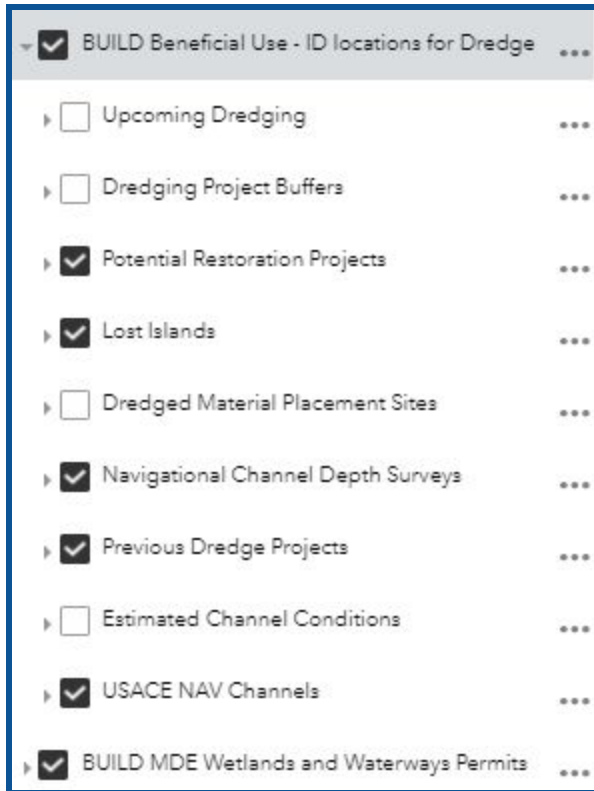 BUILD Beneficial Use - ID locations for Dredge
Upcoming Dredging
Dredging Project Buffers
Potential Restoration Projects
Lost Islands
Dredged Material Placement Sites
Navigational Channel Depth Surveys
Previous Dredge Projects
Estimated Channel Conditions
USACE NAV Channels
BUILD MDE Wetlands and Waterways Permits